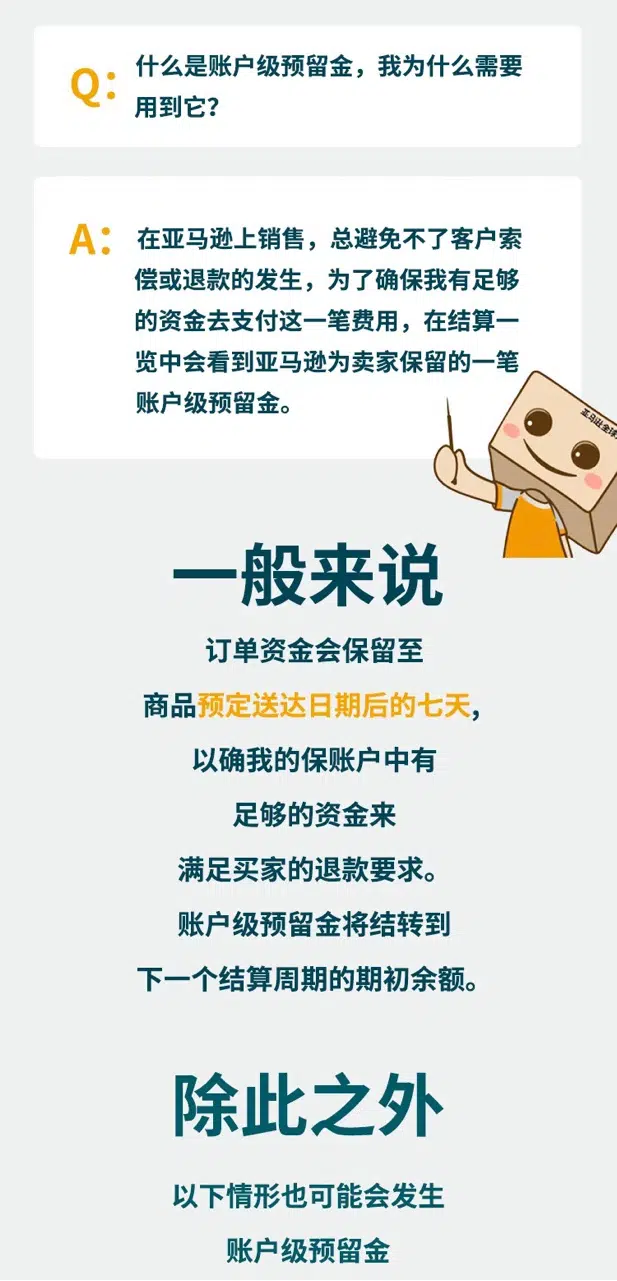 Q：
什么是账户级预留金，我为什么需要
用到它？
A：
在亚马逊上销售，总避免不了客户索
偿或退款的发生，为了确保我有足够
的资金去支付这一笔费用，在结算一
览中会看到亚马逊为卖家保留的一笔
账户级预留金。
亚马逊全球
一般来说
订单资金会保留至
商品预定送达日期后的七天，
以确我的保账户中有
足够的资金来
满足买家的退款要求。
账户级预留金将结转到
下一个结算周期的期初余额。
除此之外
以下情形也可能会发生
账户级预留金